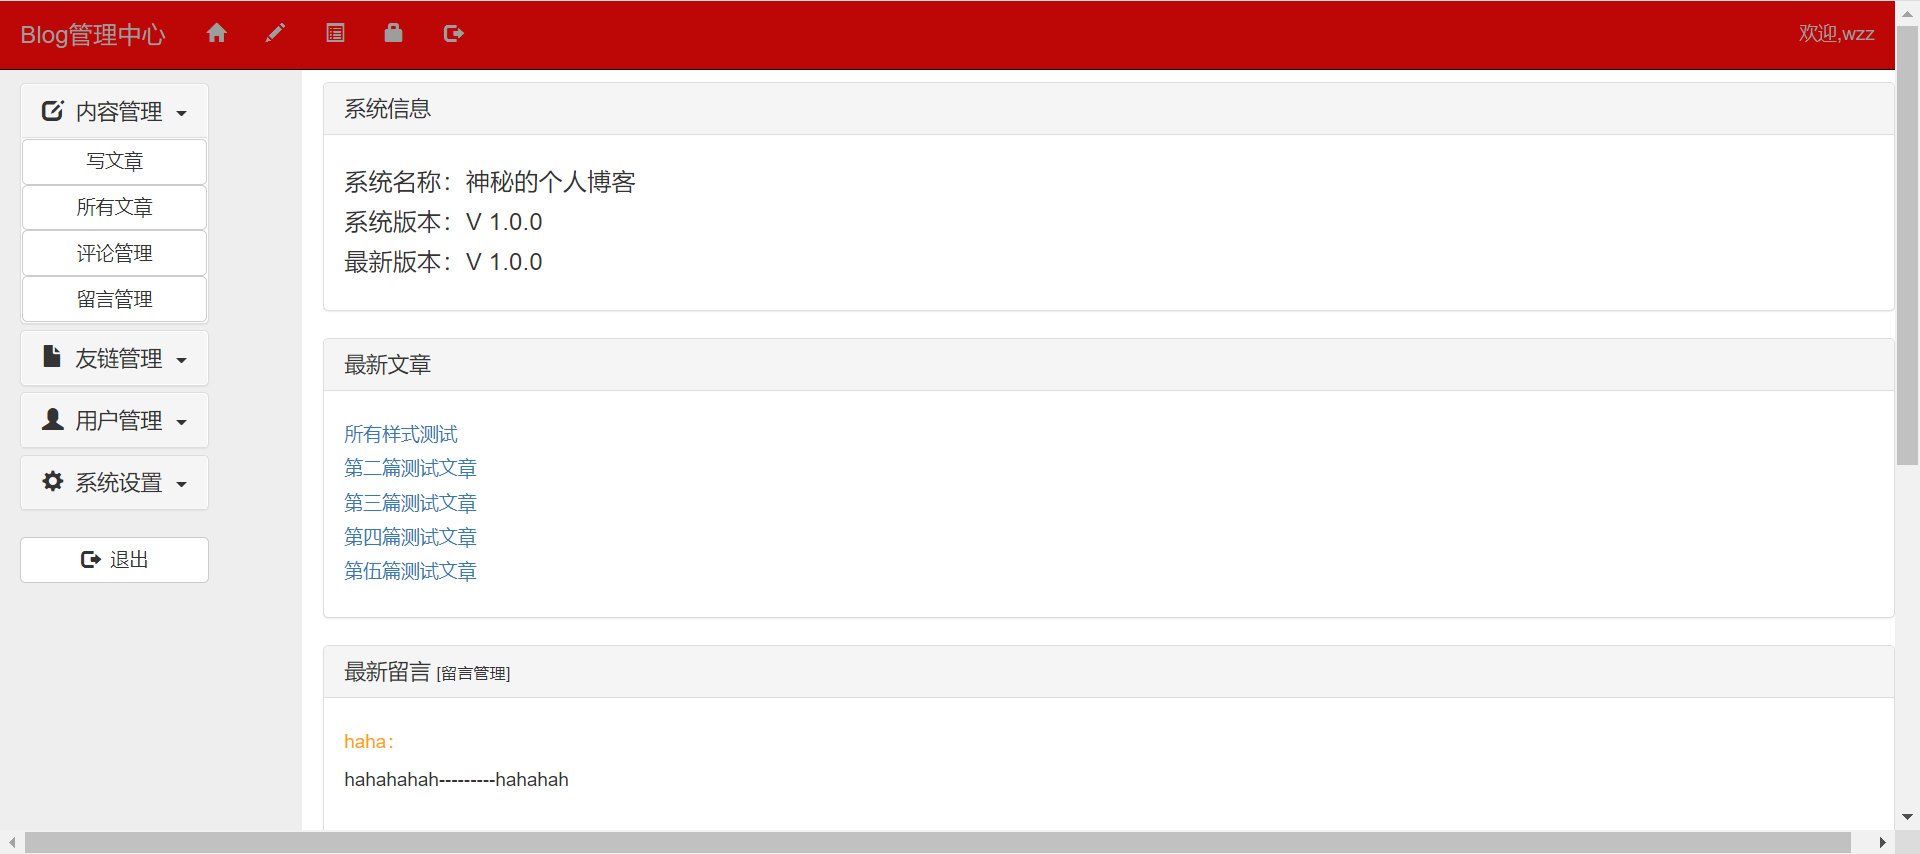 Blog管理中心
欢迎,wzz
内容管理
写文章
所有文章
评论管理
留言管理
友链管理
用户管理
系统设置
退出
系统信息
系统名称：神秘的个人博客
系统版本：V 1.0.0
最新版本：V 1.0.0
最新文章
所有样式测试
第二篇测试文章
第三篇测试文章
第四篇测试文章
第伍篇测试文章
最新留言 [留言管理]
haha：
hahahahah---------hahahah